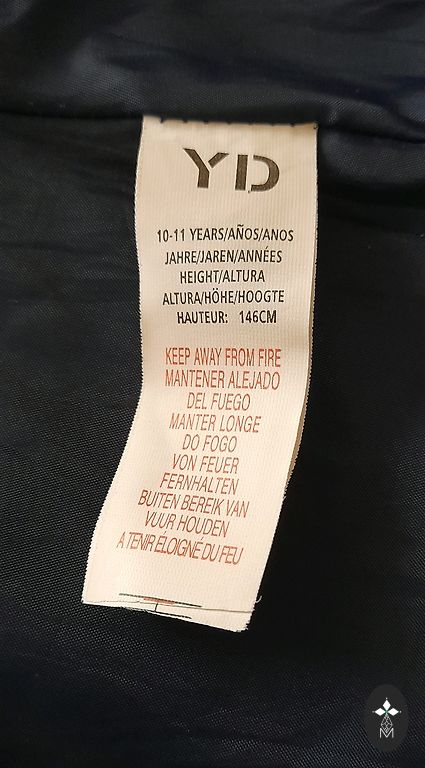 YD
10-11 YEARS/AÑOS/ANOS
JAHRE/JAREN/ANNÉES
HEIGHT/ALTURA
ALTURA/HÖHE/HOOGTE
HAUTEUR: 146CM
KEEP AWAY FROM FIRE
MANTENER ALEJADO
DEL FUEGO
MANTER LONGE
DO FOGO
VON FEUER
FERNHALTEN
BUITEN BEREIK VAN
VUUR HOUDEN
A TENIR ÉLOIGNÉ DU FEU
M